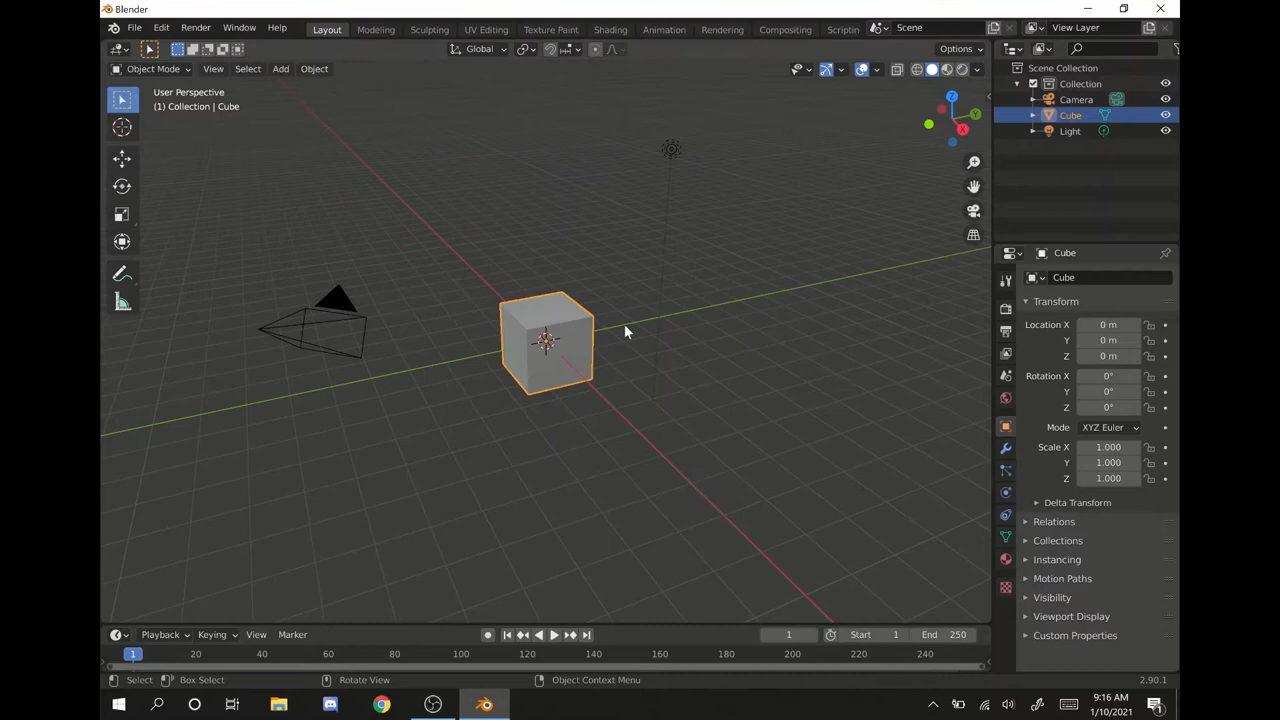 Blender
File Edit Render Window Help Layout Modeling Sculpting UV Editing Texture Paint Shading Animation Rendering Compositing Scriptin Scene View Layer
Global Options
Object Mode View Select Add Object
User Perspective
(1) Collection | Cube
Z
Y
X
Scene Collection
Collection
Camera
Cube
Light
Cube
Cube
Transform
Location X 0 m
Y 0 m
Z 0 m
Rotation X 0°
Y 0°
Z 0°
Mode XYZ Euler
Scale X 1.000
Y 1.000
Z 1.000
Delta Transform
Relations
Collections
Instancing
Motion Paths
Visibility
Viewport Display
Custom Properties
Playback Keying View Marker 1 Start 1 End 250
1 20 40 60 80 100 120 140 160 180 200 220 240
Select Box Select Rotate View Object Context Menu 2.90.1
9:16 AM
1/10/2021
1